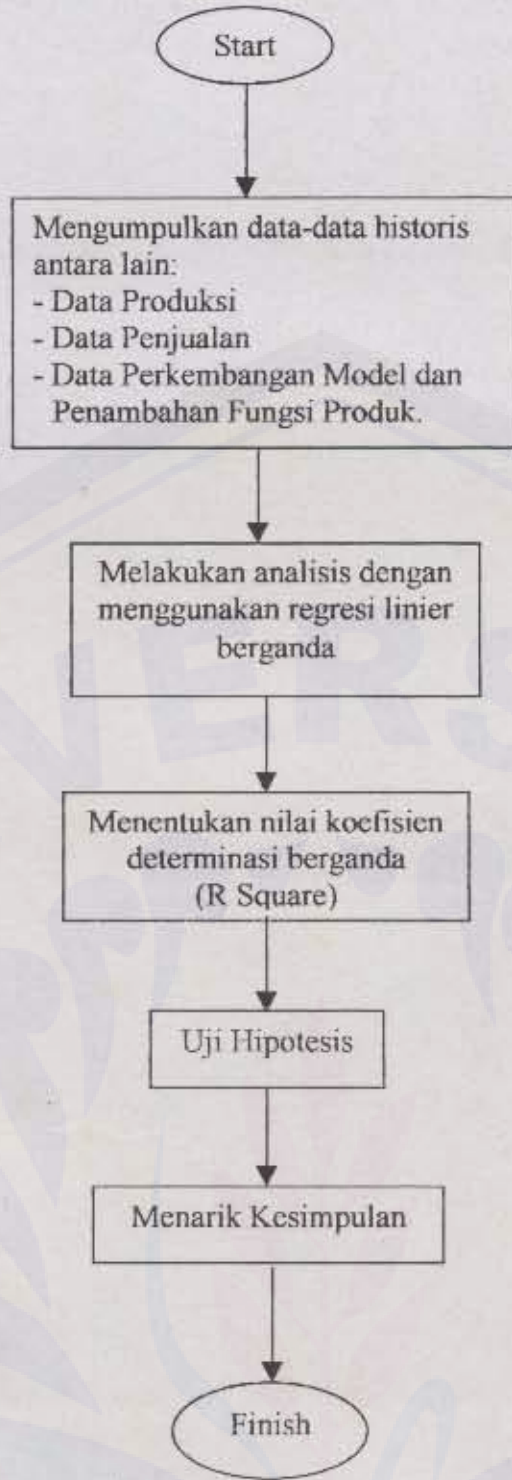 Start
Mengumpulkan data-data historis
antara lain:
- Data Produksi
- Data Penjualan
- Data Perkembangan Model dan
Penambahan Fungsi Produk.
Melakukan analisis dengan
menggunakan regresi linier
berganda
Menentukan nilai koefisien
determinasi berganda
(R Square)
Uji Hipotesis
Menarik Kesimpulan
Finish